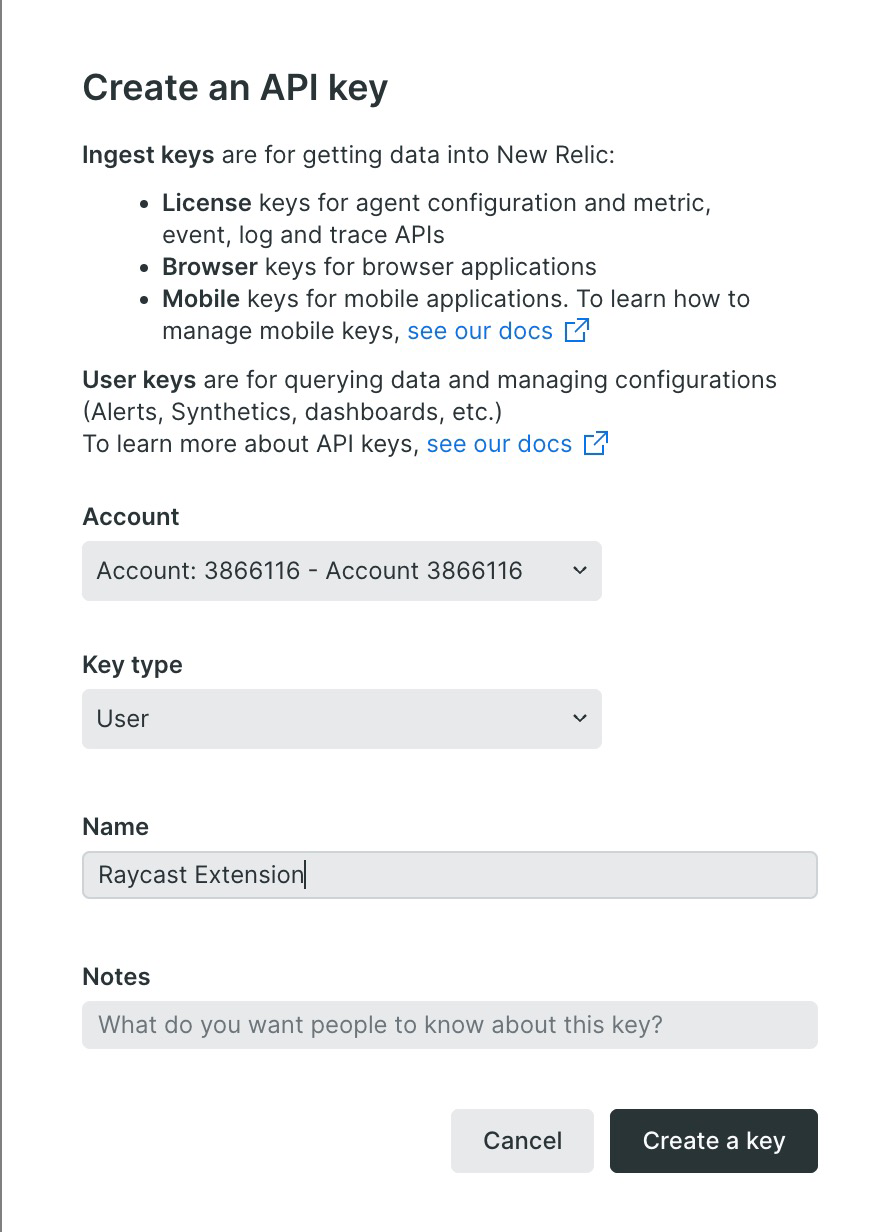 Create an API key
Ingest keys are for getting data into New Relic:
• License keys for agent configuration and metric,
event, log and trace APIs
• Browser keys for browser applications
• Mobile keys for mobile applications. To learn how to
manage mobile keys, see our docs
User keys are for querying data and managing configurations
(Alerts, Synthetics, dashboards, etc.)
To learn more about API keys, see our docs
Account
Account: 3866116 - Account 3866116
Key type
User
Name
Raycast Extension
Notes
What do you want people to know about this key?
Cancel Create a key